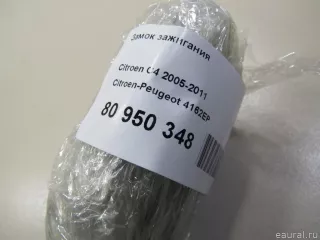 Замок зажигания
Citroen C4 2005-2011
Citroen-Peugeot 4162EP
80 950 348
eaural.ru